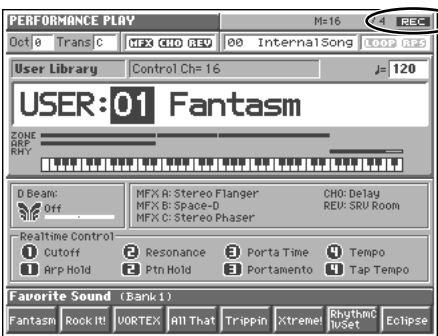 PERFORMANCE PLAY M=16 /4 REC
Oct 0 Trans C MFX CHO REV 00 InternalSong LOOP RPS
User Library Control Ch= 16 ♩= 120
USER:01 Fantasm
ZONE
ARP
RHY
D Beam: MFX A: Stereo Flanger CHO: Delay
Off MFX B: Space-D REV: SRV Room
MFX C: Stereo Phaser
Realtime Control
1 Cutoff 2 Resonance 3 Porta Time 4 Tempo
1 Arp Hold 2 Ptn Hold 3 Portamento 4 Tap Tempo
Favorite Sound (Bank1)
Fantasm Rock It! VORTEX All That Trippin Xtreme! RhythmC 1vSet Eclipse